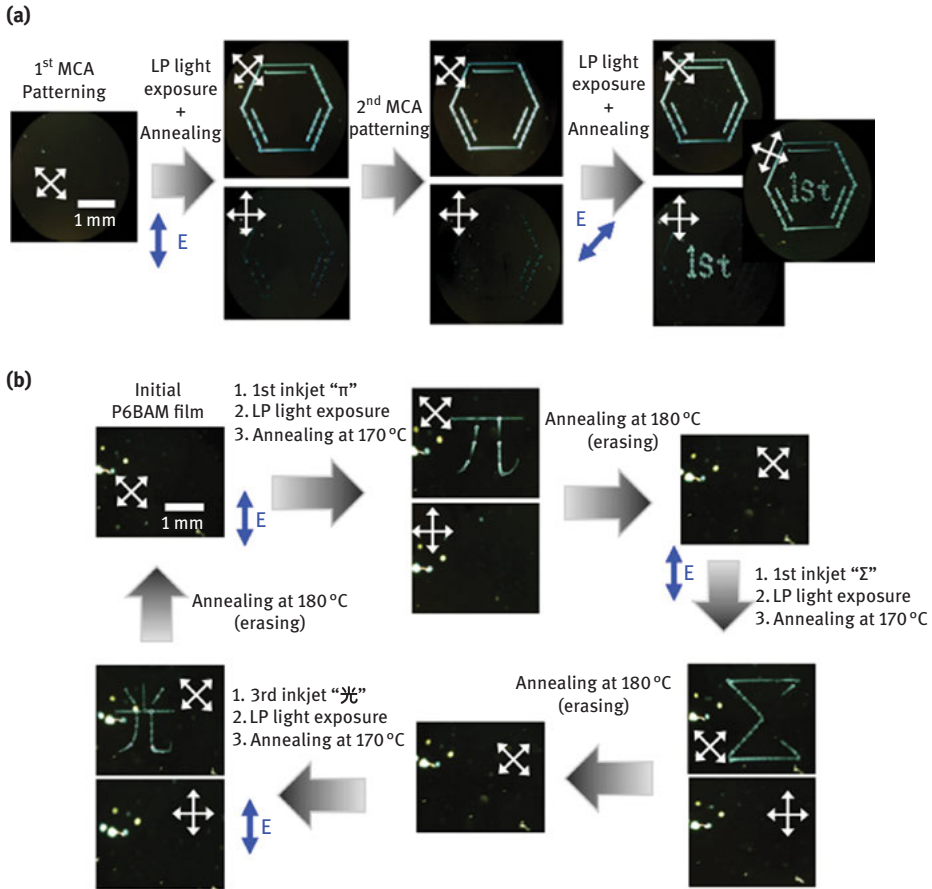 (a)
1st MCA
Patterning
LP light
exposure
+
Annealing
2nd MCA
patterning
LP light
exposure
+
Annealing
1 mm
E
E
1st
1st
(b)
Initial
P6BAM film
1. 1st inkjet “π”
2. LP light exposure
3. Annealing at 170 °C
Annealing at 180 °C
(erasing)
1 mm
E
π
E
1. 1st inkjet “Σ”
2. LP light exposure
3. Annealing at 170 °C
Annealing at 180 °C
(erasing)
光
1. 3rd inkjet “光”
2. LP light exposure
3. Annealing at 170 °C
Annealing at 180 °C
(erasing)
Σ
E